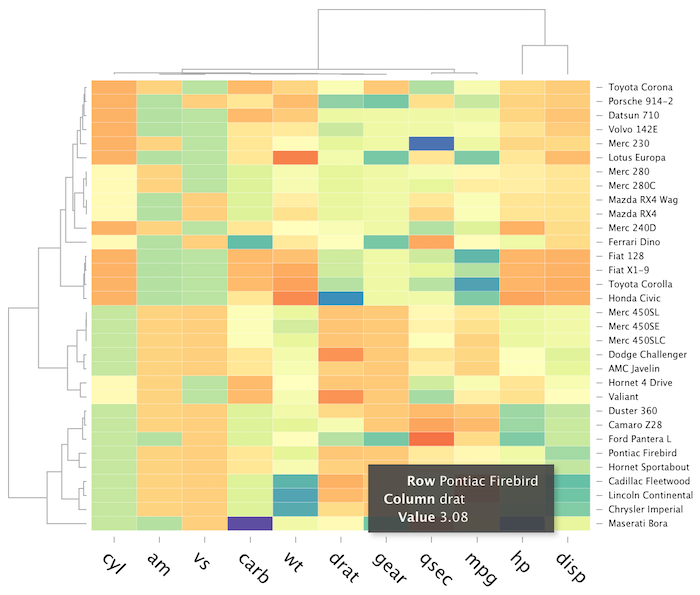 Toyota Corona
Porsche 914-2
Datsun 710
Volvo 142E
Merc 230
Lotus Europa
Merc 280
Merc 280C
Mazda RX4 Wag
Mazda RX4
Merc 240D
Ferrari Dino
Fiat 128
Fiat X1-9
Toyota Corolla
Honda Civic
Merc 450SL
Merc 450SE
Merc 450SLC
Dodge Challenger
AMC Javelin
Hornet 4 Drive
Valiant
Duster 360
Camaro Z28
Ford Pantera L
Pontiac Firebird
Hornet Sportabout
Cadillac Fleetwood
Lincoln Continental
Chrysler Imperial
Maserati Bora
Row Pontiac Firebird
Column drat
Value 3.08
cyl
am
vs
carb
wt
drat
gear
qsec
mpg
hp
disp